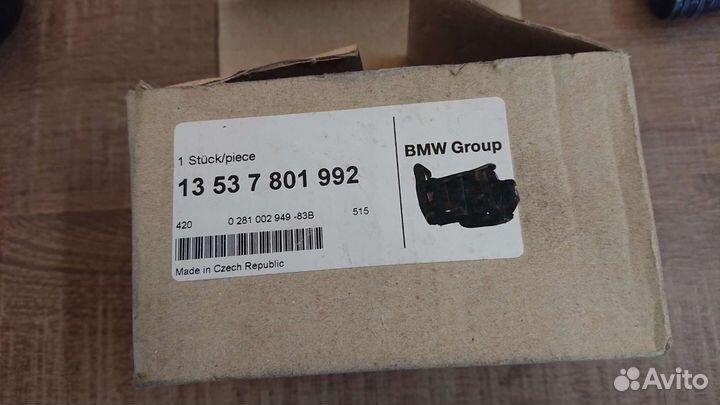 1 Stück/piece
13 53 7 801 992
420 0 281 002 949 -83B 515
Made in Czech Republic
BMW Group
Avito